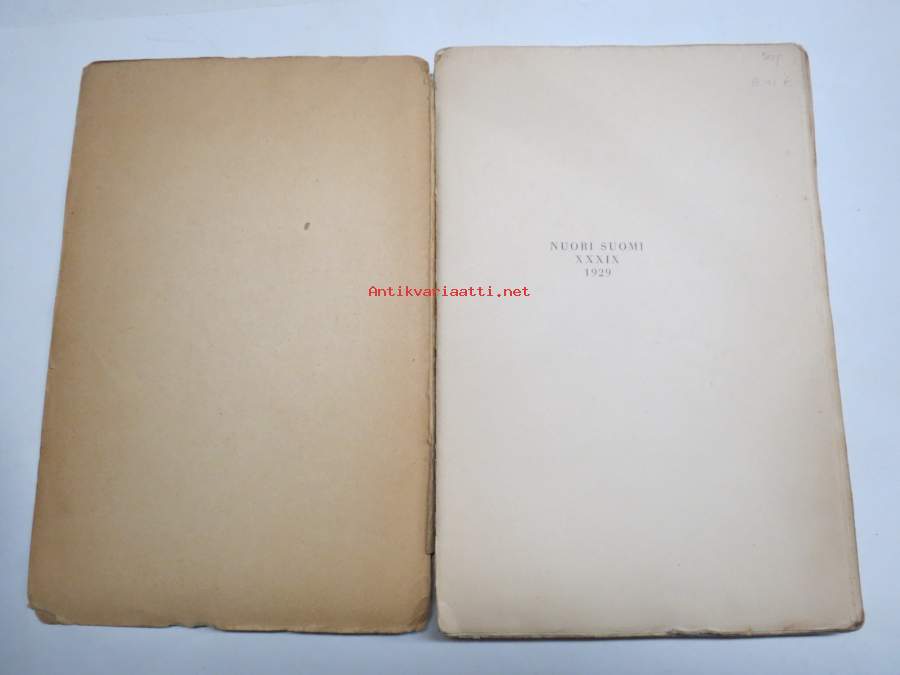 NUORI SUOMI
XXXIX
1929
Antikvariaatti.net